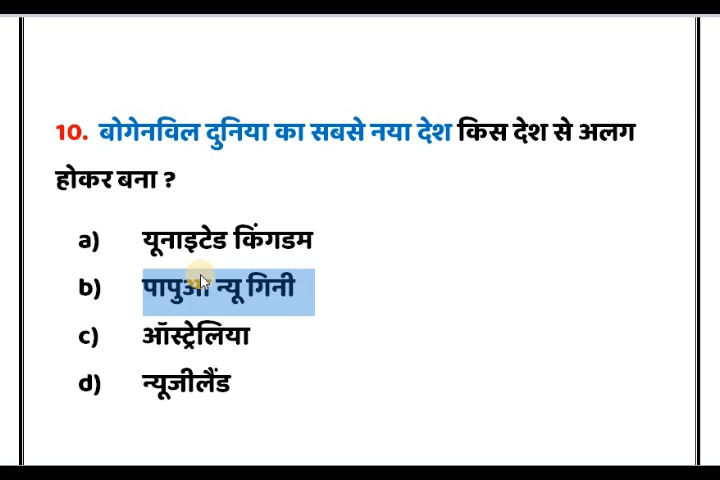 10. बोगेनविल दुनिया का सबसे नया देश किस देश से अलग
होकर बना ?
a) यूनाइटेड किंगडम
b) पापुआ न्यू गिनी
c) ऑस्ट्रेलिया
d) न्यूजीलैंड